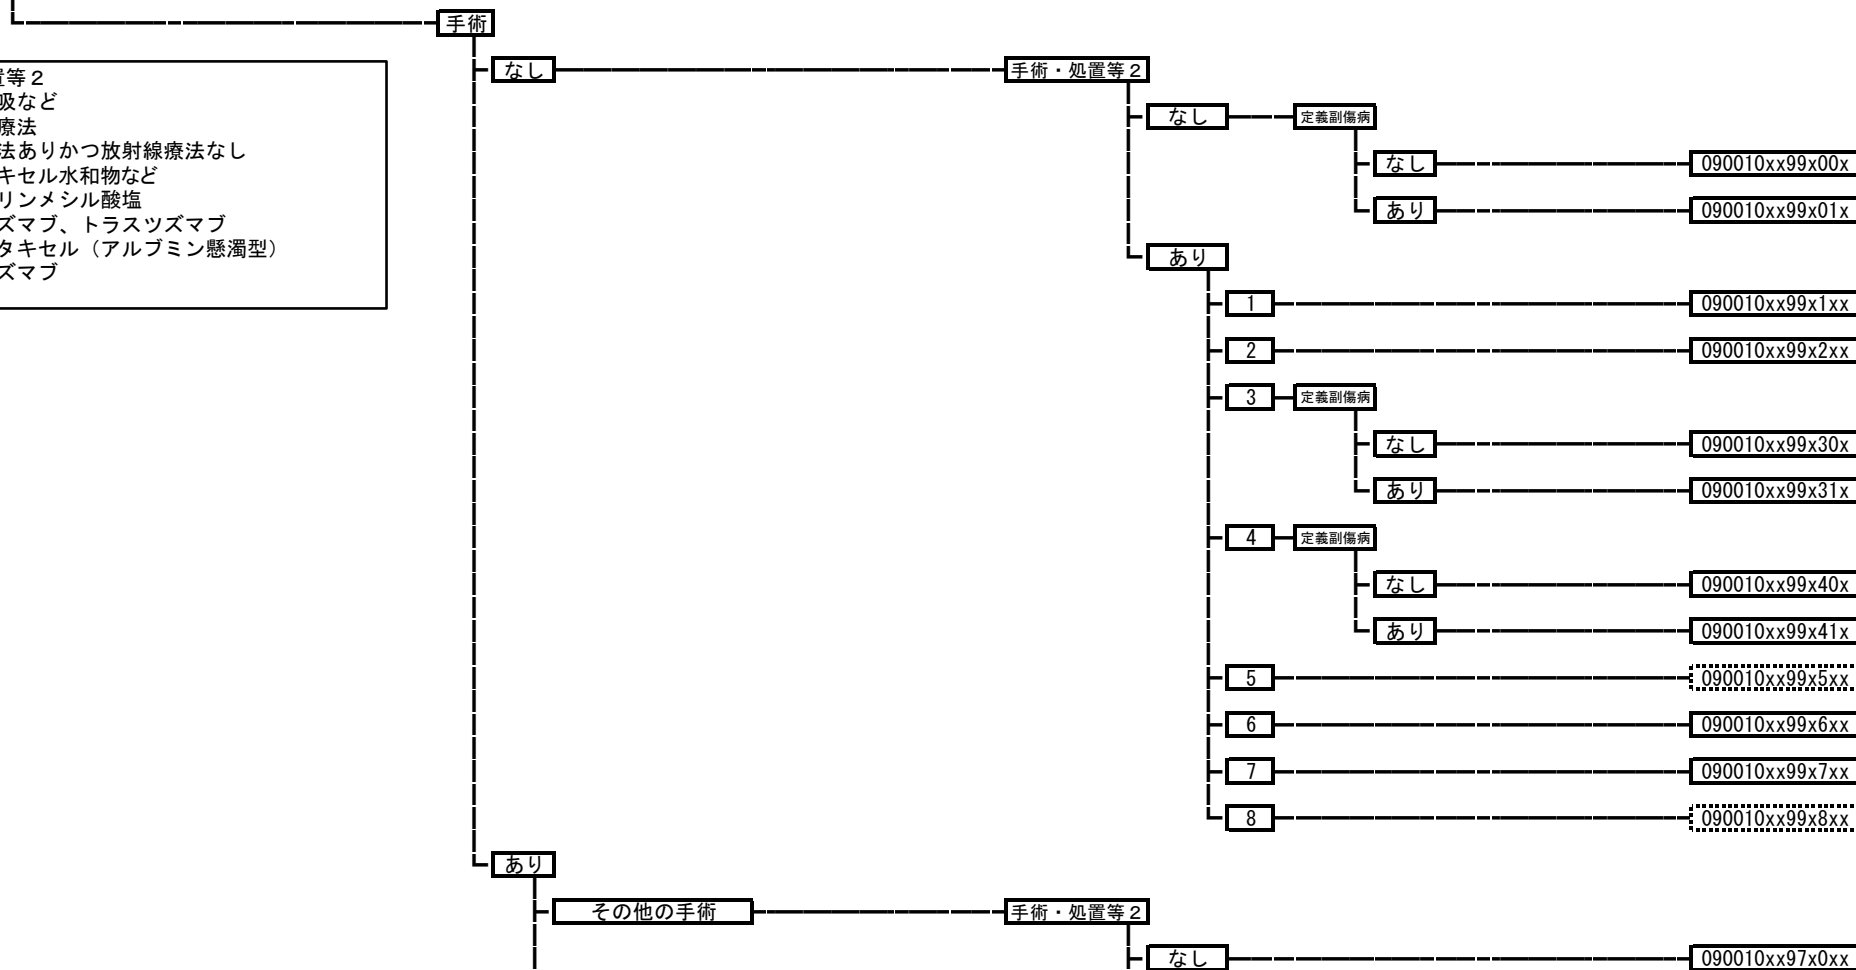 手術
なし
手術・処置等2
置等2
吸など
療法
法ありかつ放射線療法なし
キセル水和物など
リンメシル酸塩
ズマブ、トラスツズマブ
タキセル（アルブミン懸濁型）
ズマブ
なし
定義副傷病
なし
090010xx99x00x
あり
090010xx99x01x
あり
1
090010xx99x1xx
2
090010xx99x2xx
3
定義副傷病
なし
090010xx99x30x
あり
090010xx99x31x
4
定義副傷病
なし
090010xx99x40x
あり
090010xx99x41x
5
090010xx99x5xx
6
090010xx99x6xx
7
090010xx99x7xx
8
090010xx99x8xx
あり
その他の手術
手術・処置等2
なし
090010xx97x0xx